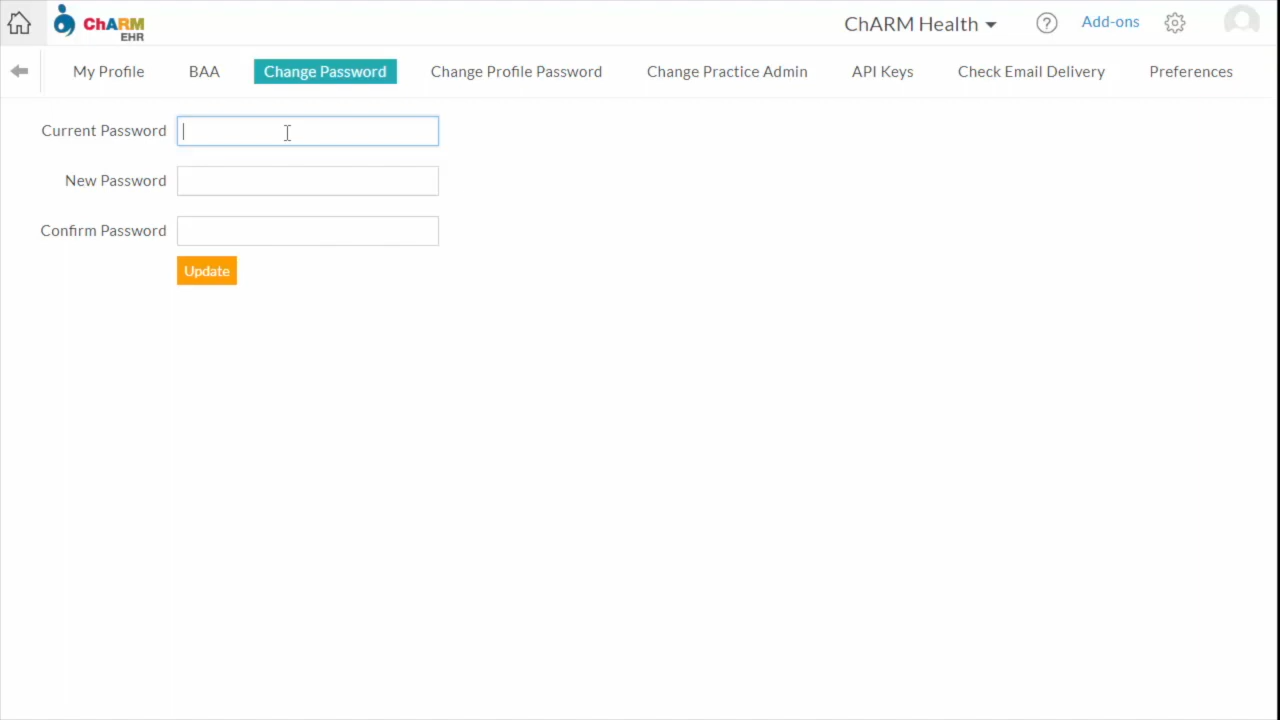 ChARM
EHR
ChARM Health
?
Add-ons
My Profile
BAA
Change Password
Change Profile Password
Change Practice Admin
API Keys
Check Email Delivery
Preferences
Current Password
New Password
Confirm Password
Update